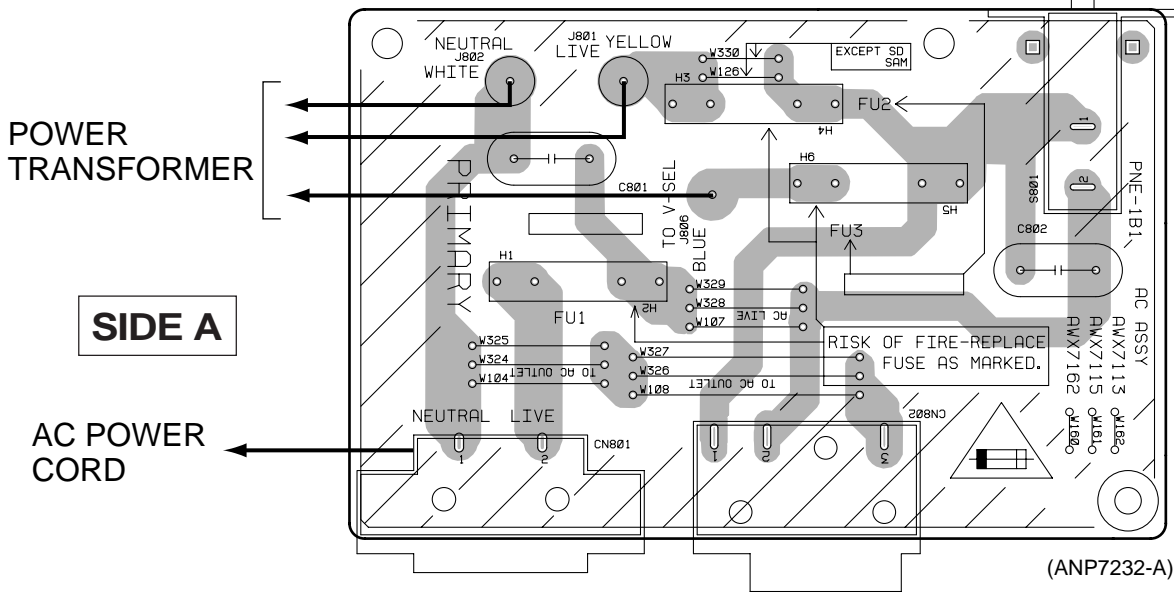 NEUTRAL
J802
WHITE
J801
LIVE
YELLOW
W330
W126
EXCEPT SD
SAM
H3
FU2
H4
POWER
TRANSFORMER
PRIMARY
C801
TO V-SEL
J806
BLUE
H6
H5
FU3
S801
1
2
PNE-1B1
C802
H1
H2
FU1
W329
W328
AC LIVE
W107
SIDE A
W325
W324
TO AC OUTLET
W104
W327
W326
TO AC OUTLET
W108
RISK OF FIRE-REPLACE
FUSE AS MARKED.
AC ASSY
AWX7113
AWX7115
AWX7162
W160
W161
W162
NEUTRAL LIVE
CN801
1
2
CN802
1
2
3
AC POWER
CORD
(ANP7232-A)